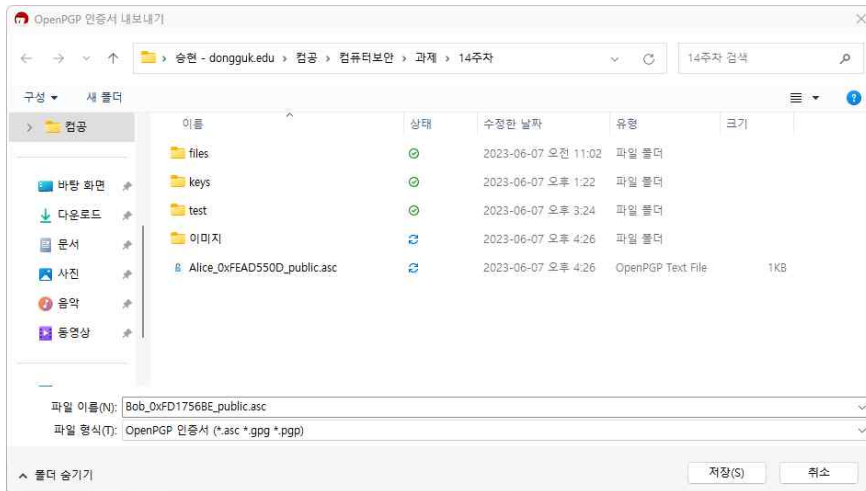 OpenPGP 인증서 내보내기
승현 - dongguk.edu › 컴공 › 컴퓨터보안 › 과제 › 14주차
14주차 검색
구성 새 폴더
컴공
이름 상태 수정한 날짜 유형 크기
files 2023-06-07 오전 11:02 파일 폴더
keys 2023-06-07 오후 1:22 파일 폴더
test 2023-06-07 오후 3:24 파일 폴더
이미지 2023-06-07 오후 4:26 파일 폴더
Alice_0xFEAD550D_public.asc 2023-06-07 오후 4:26 OpenPGP Text File 1KB
바탕 화면
다운로드
문서
사진
음악
동영상
파일 이름(N): Bob_0xFD1756BE_public.asc
파일 형식(T): OpenPGP 인증서 (*.asc *.gpg *.pgp)
폴더 숨기기 저장(S) 취소